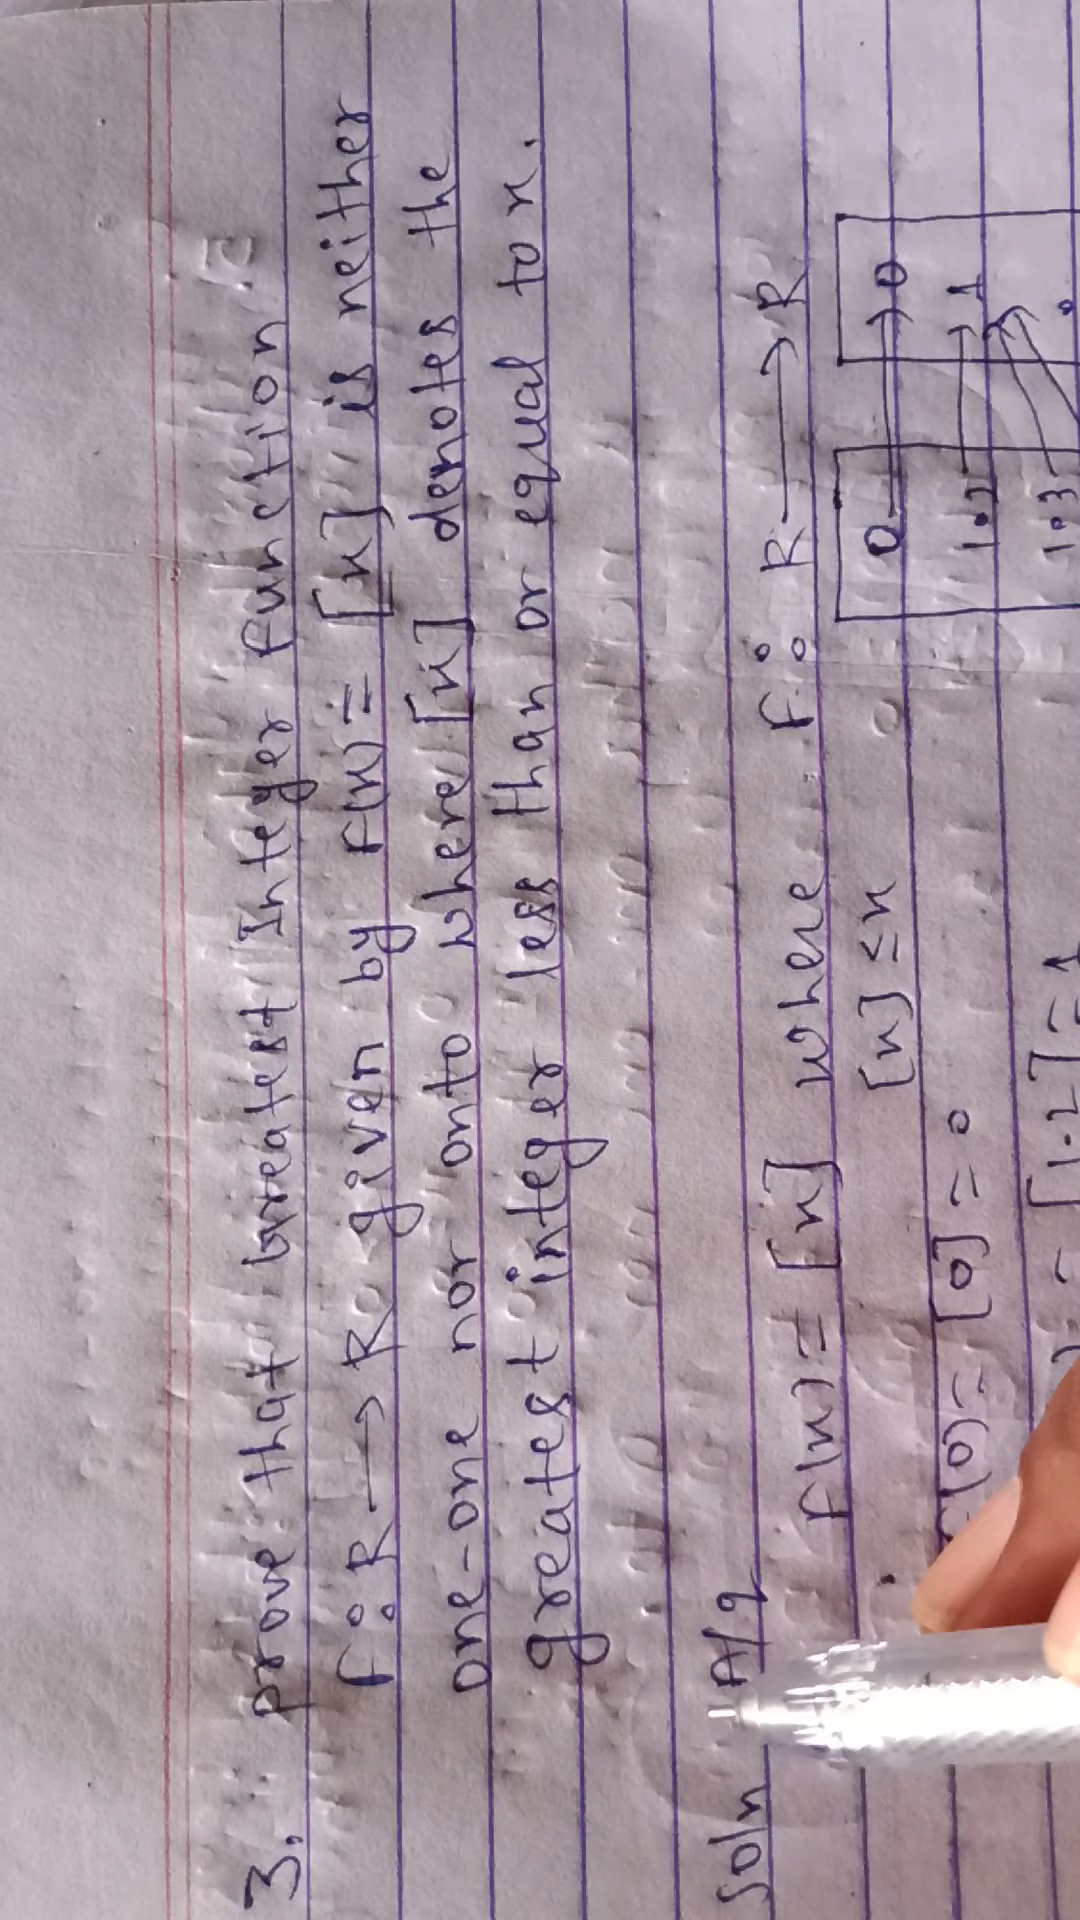 3. prove that Greatest Integer function
f : R → R given by f(x) = [x] is neither
one-one nor onto where [x] denotes the
greatest integer less than or equal to x.
Soln A/q
f(x) = [x] where f : R → R
[x] ≤ x
f(0) = [0] = 0
0 → 0
= [1.2] = 1
1.2 1
1.3